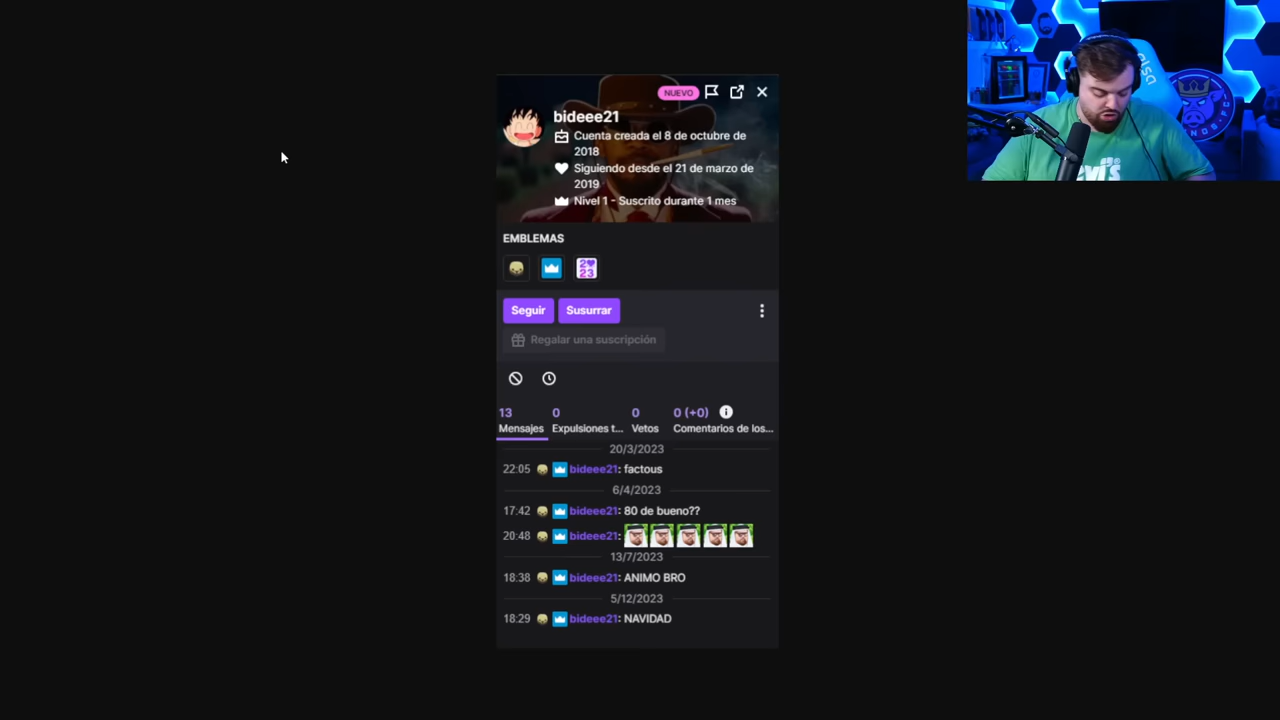 NUEVO
bideee21
Cuenta creada el 8 de octubre de
2018
Siguiendo desde el 21 de marzo de
2019
Nivel 1 - Suscrito durante 1 mes
EMBLEMAS
2023
Seguir Susurrar
Regalar una suscripción
13 0 0 0 (+0)
Mensajes Expulsiones t... Vetos Comentarios de los...
20/3/2023
22:05 bideee21: factous
6/4/2023
17:42 bideee21: 80 de bueno??
20:48 bideee21:
13/7/2023
18:38 bideee21: ANIMO BRO
5/12/2023
18:29 bideee21: NAVIDAD